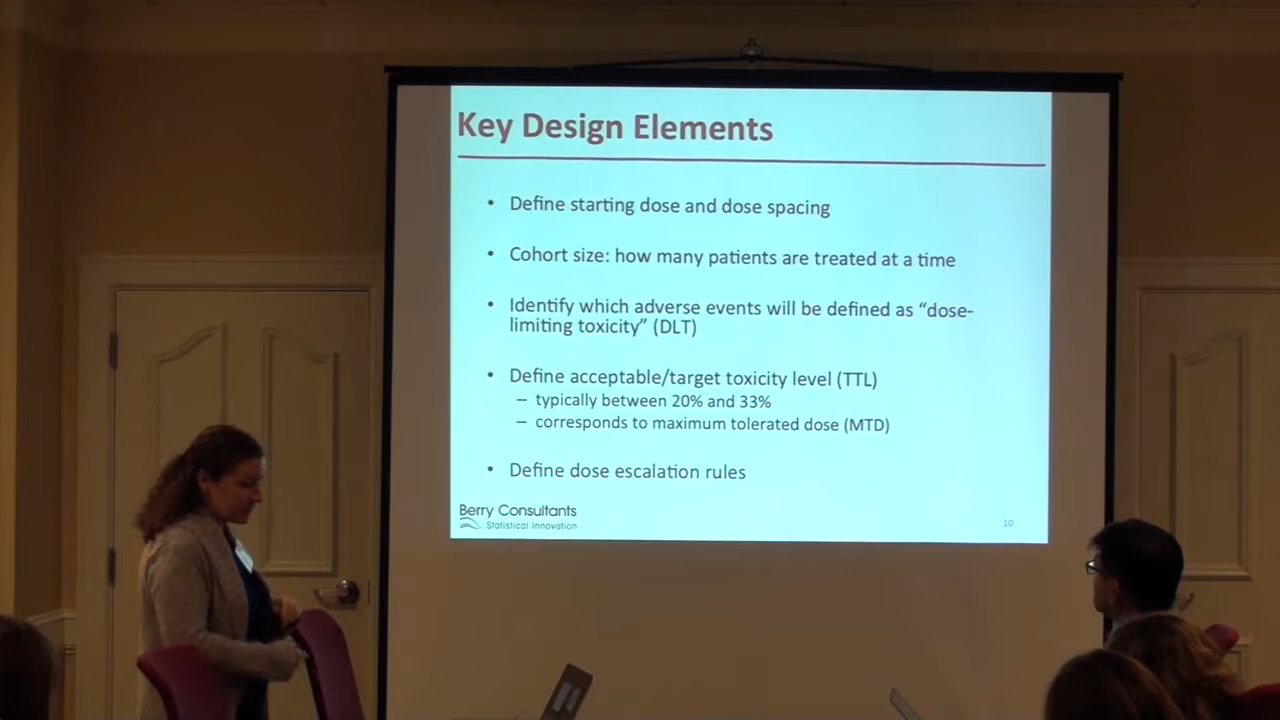 Key Design Elements
• Define starting dose and dose spacing
• Cohort size: how many patients are treated at a time
• Identify which adverse events will be defined as “dose-
limiting toxicity” (DLT)
• Define acceptable/target toxicity level (TTL)
– typically between 20% and 33%
– corresponds to maximum tolerated dose (MTD)
• Define dose escalation rules
Berry Consultants
Statistical Innovation
10